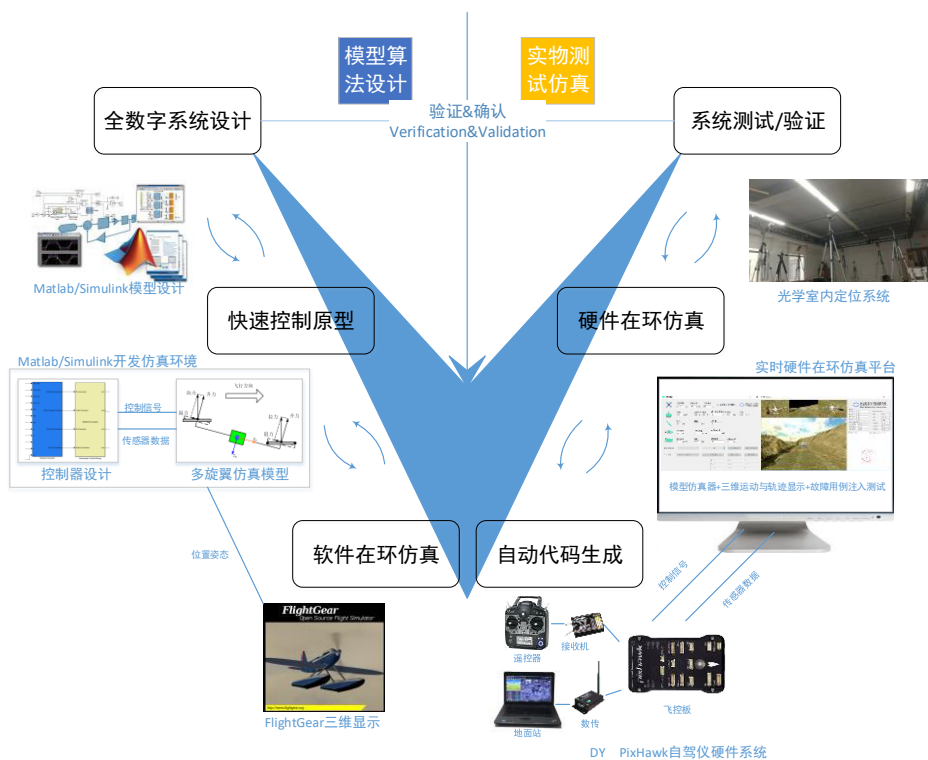 模型算
法设计
实物测
试仿真
验证&确认
Verification&Validation
全数字系统设计
系统测试/验证
Matlab/Simulink模型设计
光学室内定位系统
快速控制原型
硬件在环仿真
Matlab/Simulink开发仿真环境
飞行方向
控制信号
传感器数据
控制器设计
多旋翼仿真模型
实时硬件在环仿真平台
模型仿真器+三维运动与轨迹显示+故障用例注入测试
位置姿态
软件在环仿真
自动代码生成
控制信号
传感器数据
FlightGear
Open Source Flight Simulator
FlightGear三维显示
遥控器
接收机
地面站
数传
pixhawk
飞控板
DY PixHawk自驾仪硬件系统